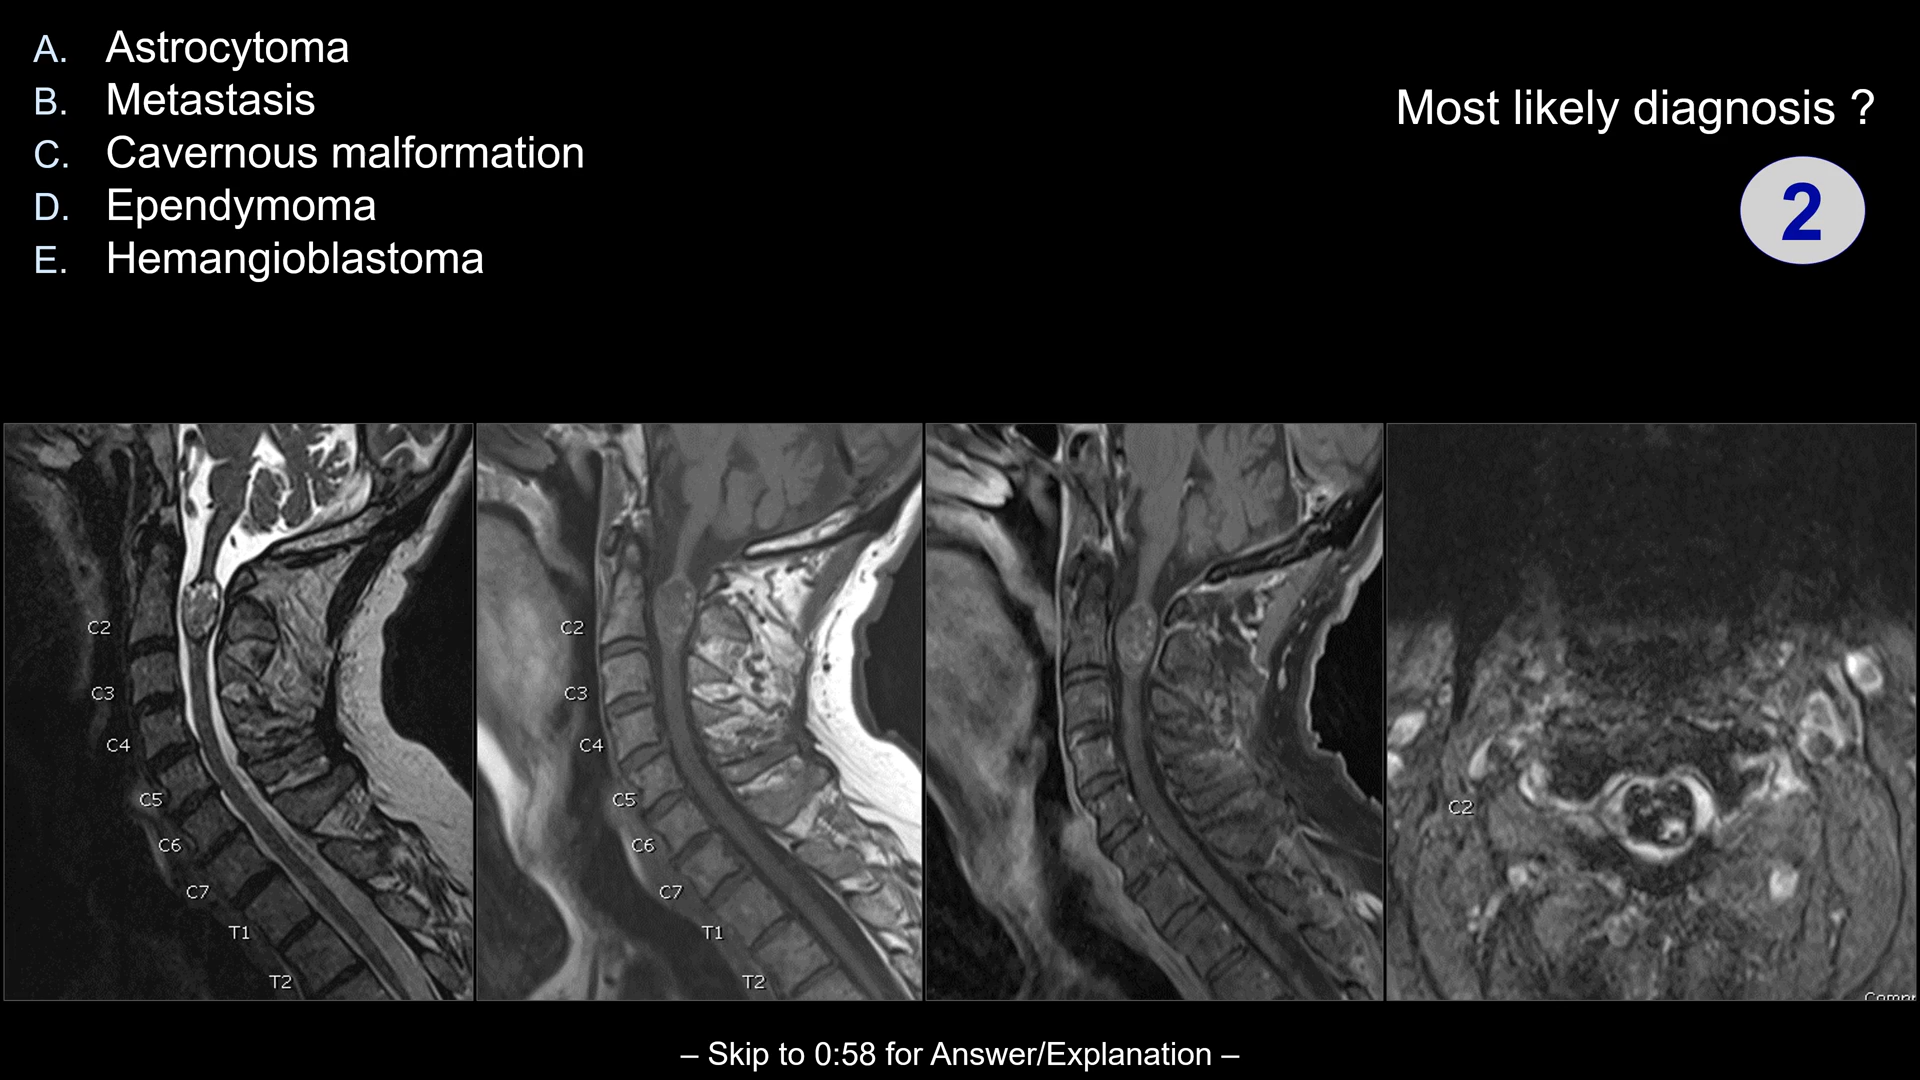 A. Astrocytoma
B. Metastasis
C. Cavernous malformation
D. Ependymoma
E. Hemangioblastoma
Most likely diagnosis ?
2
C2
C3
C4
C5
C6
C7
T1
T2
C2
C3
C4
C5
C6
C7
T1
T2
C2
– Skip to 0:58 for Answer/Explanation –